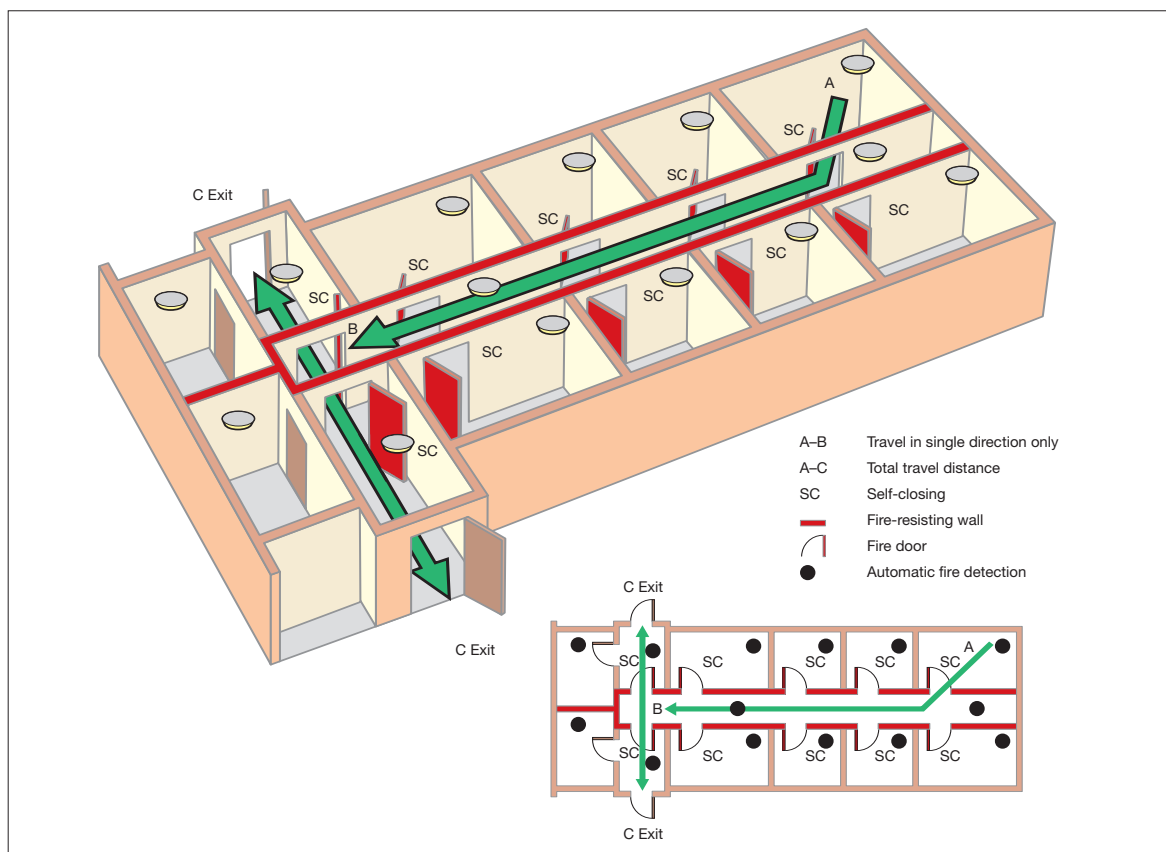 A
SC
SC
C Exit
SC
SC
SC
SC
SC
SC
B
SC
SC
A–B Travel in single direction only
A–C Total travel distance
SC Self-closing
Fire-resisting wall
Fire door
Automatic fire detection
C Exit
C Exit
SC
SC
SC
SC
SC
A
B
SC
SC
SC
SC
SC
C Exit